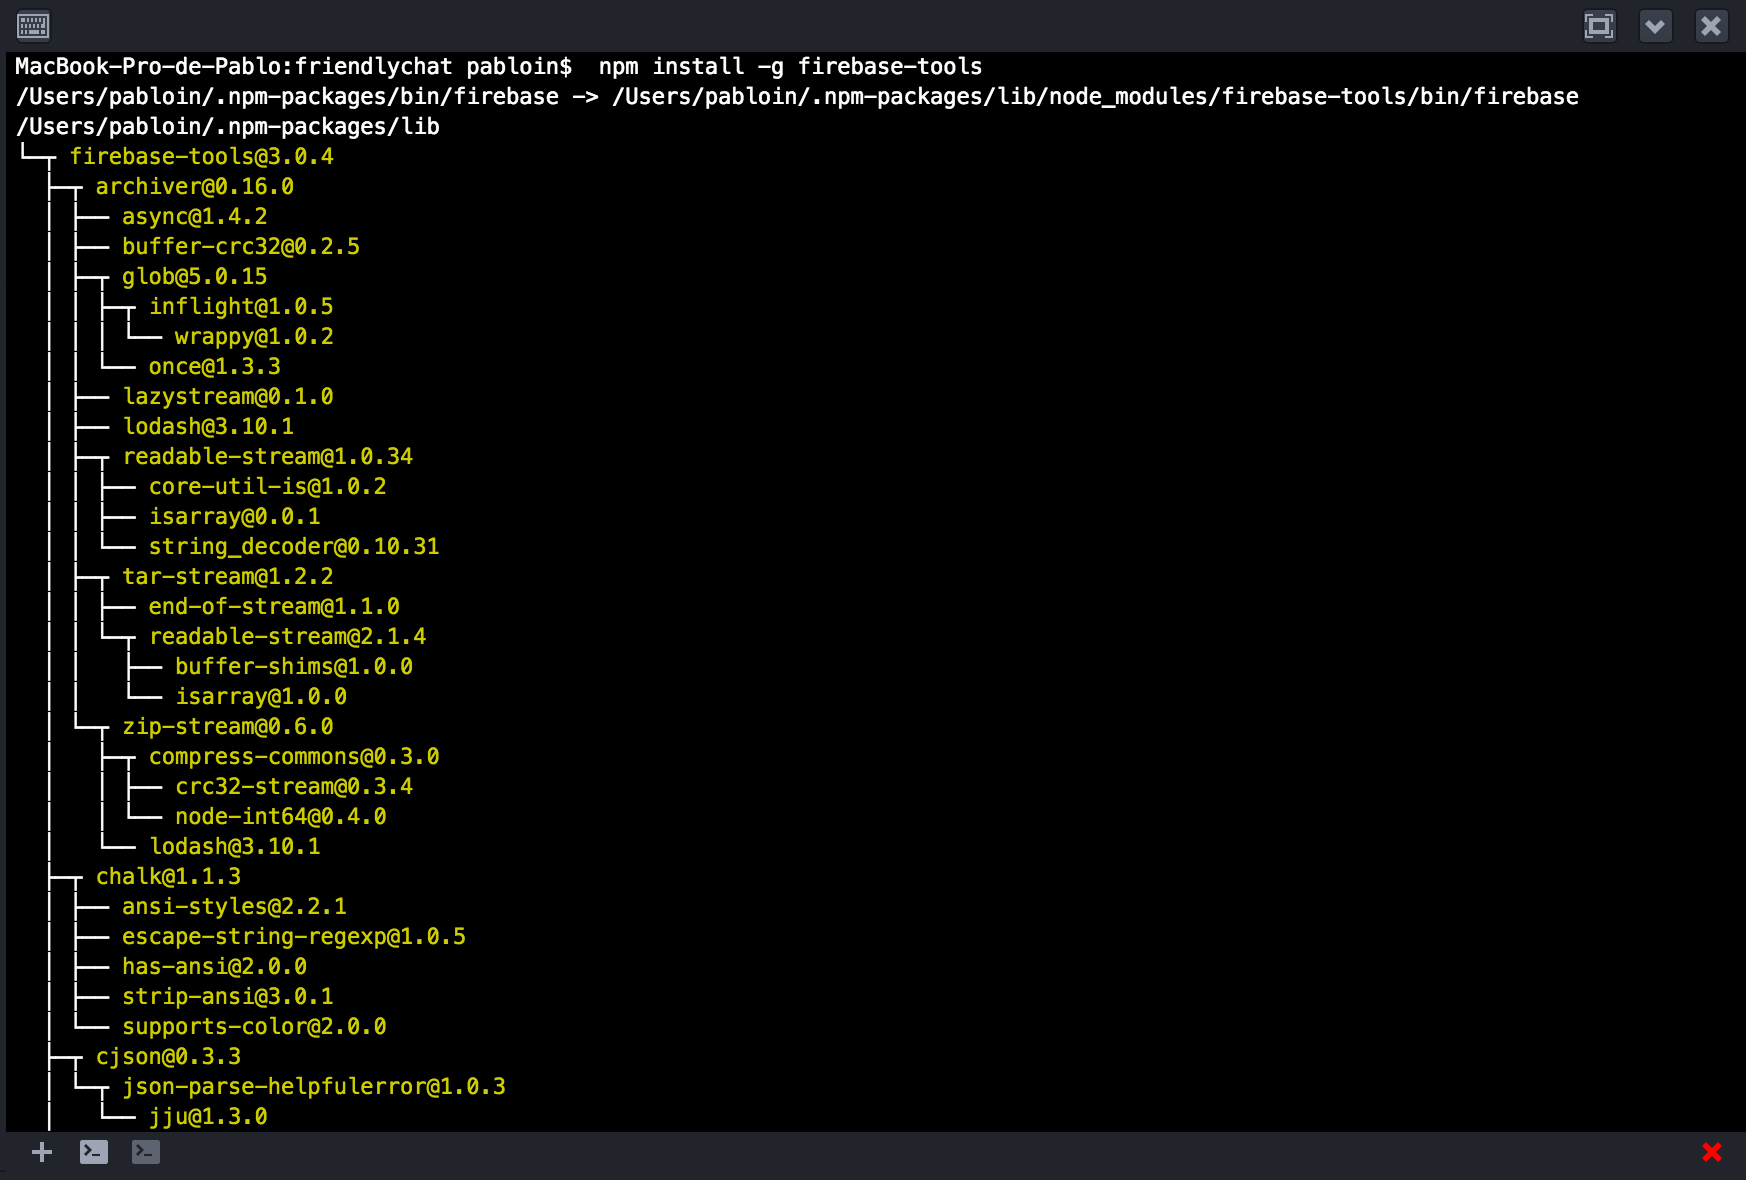 MacBook-Pro-de-Pablo:friendlychat pabloin$  npm install -g firebase-tools
/Users/pabloin/.npm-packages/bin/firebase -> /Users/pabloin/.npm-packages/lib/node_modules/firebase-tools/bin/firebase
/Users/pabloin/.npm-packages/lib
└─┬ firebase-tools@3.0.4
  ├─┬ archiver@0.16.0
  │ ├── async@1.4.2
  │ ├── buffer-crc32@0.2.5
  │ ├─┬ glob@5.0.15
  │ │ ├─┬ inflight@1.0.5
  │ │ │ └── wrappy@1.0.2
  │ │ └── once@1.3.3
  │ ├── lazystream@0.1.0
  │ ├── lodash@3.10.1
  │ ├─┬ readable-stream@1.0.34
  │ │ ├── core-util-is@1.0.2
  │ │ ├── isarray@0.0.1
  │ │ └── string_decoder@0.10.31
  │ ├─┬ tar-stream@1.2.2
  │ │ ├── end-of-stream@1.1.0
  │ │ └─┬ readable-stream@2.1.4
  │ │   ├── buffer-shims@1.0.0
  │ │   └── isarray@1.0.0
  │ └─┬ zip-stream@0.6.0
  │   ├─┬ compress-commons@0.3.0
  │   │ ├── crc32-stream@0.3.4
  │   │ └── node-int64@0.4.0
  │   └── lodash@3.10.1
  ├─┬ chalk@1.1.3
  │ ├── ansi-styles@2.2.1
  │ ├── escape-string-regexp@1.0.5
  │ ├── has-ansi@2.0.0
  │ ├── strip-ansi@3.0.1
  │ └── supports-color@2.0.0
  ├─┬ cjson@0.3.3
  │ └─┬ json-parse-helpfulerror@1.0.3
  │   └── jju@1.3.0